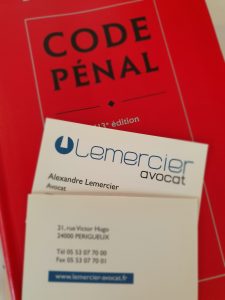 CODE
PÉNAL
édition
Lemercier
avocat
Alexandre Lemercier
Avocat
21, rue Victor Hugo
24000 PERIGUEUX
Tél 05 53 07 70 00
Fax 05 53 07 70 01
www.lemercier-avocat.fr